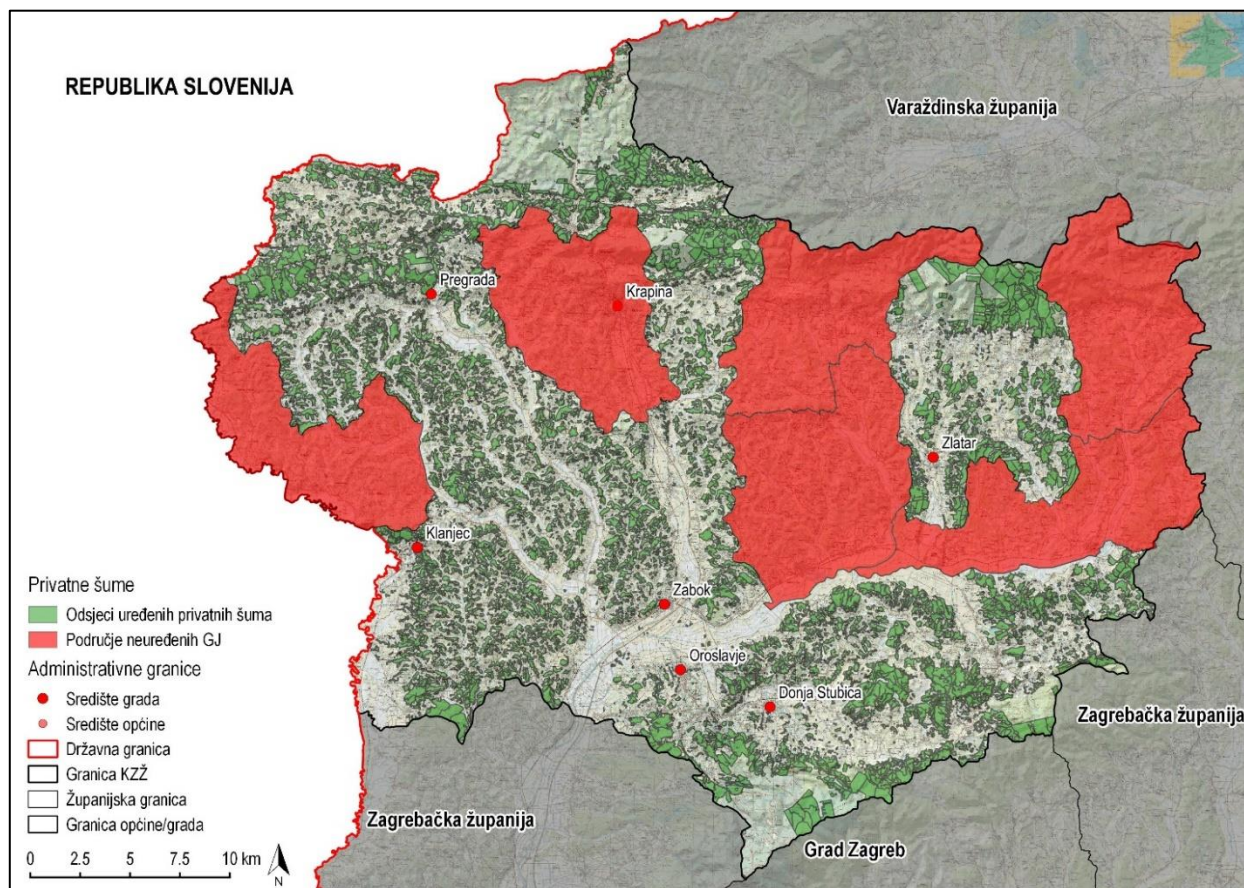 REPUBLIKA SLOVENIJA
Varaždinska županija
Pregrada
Krapina
Zlatar
Klanjec
Zabok
Oroslavje
Donja Stubica
Zagrebačka županija
Zagrebačka županija
Grad Zagreb
Privatne šume
Odsjeci uređenih privatnih šuma
Područje neuređenih GJ
Administrativne granice
Središte grada
Središte općine
Državna granica
Granica KZŽ
Županijska granica
Granica općine/grada
0 2.5 5 7.5 10 km
N